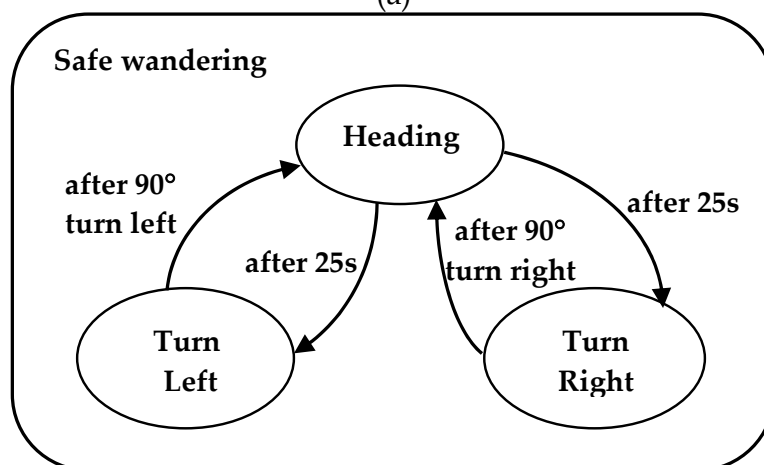 (a)
Safe wandering
Heading
after 90°
turn left
after 25s
after 90°
turn right
after 25s
Turn
Left
Turn
Right